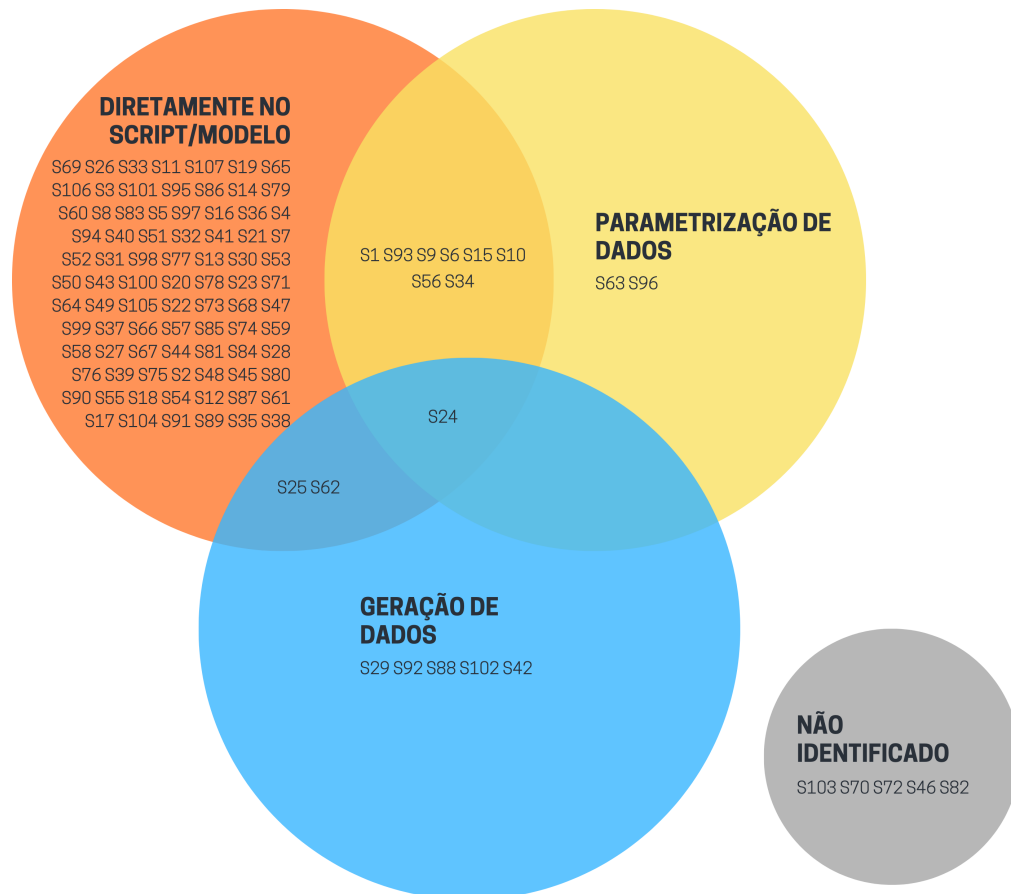 DIRETAMENTE NO
SCRIPT/MODELO
S69 S26 S33 S11 S107 S19 S65
S106 S3 S101 S95 S86 S14 S79
S60 S8 S83 S5 S97 S16 S36 S4
S94 S40 S51 S32 S41 S21 S7
S52 S31 S98 S77 S13 S30 S53
S50 S43 S100 S20 S78 S23 S71
S64 S49 S105 S22 S73 S68 S47
S99 S37 S66 S57 S85 S74 S59
S58 S27 S67 S44 S81 S84 S28
S76 S39 S75 S2 S48 S45 S80
S90 S55 S18 S54 S12 S87 S61
S17 S104 S91 S89 S35 S38
S1 S93 S9 S6 S15 S10
S56 S34
PARAMETRIZAÇÃO DE
DADOS
S63 S96
S24
S25 S62
GERAÇÃO DE
DADOS
S29 S92 S88 S102 S42
NÃO
IDENTIFICADO
S103 S70 S72 S46 S82